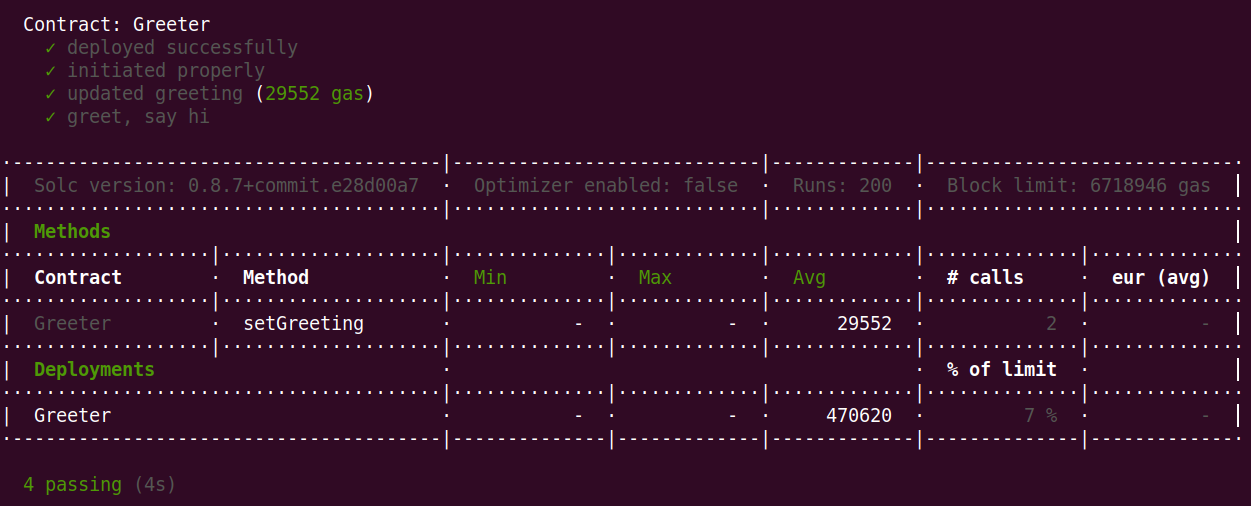 Contract: Greeter
✓ deployed successfully
✓ initiated properly
✓ updated greeting (29552 gas)
✓ greet, say hi
Solc version: 0.8.7+commit.e28d00a7 · Optimizer enabled: false · Runs: 200 · Block limit: 6718946 gas
Methods
Contract · Method · Min · Max · Avg · # calls · eur (avg)
Greeter · setGreeting · - · - · 29552 · 2 · -
Deployments · · % of limit ·
Greeter · - · - · 470620 · 7 % · -
4 passing (4s)